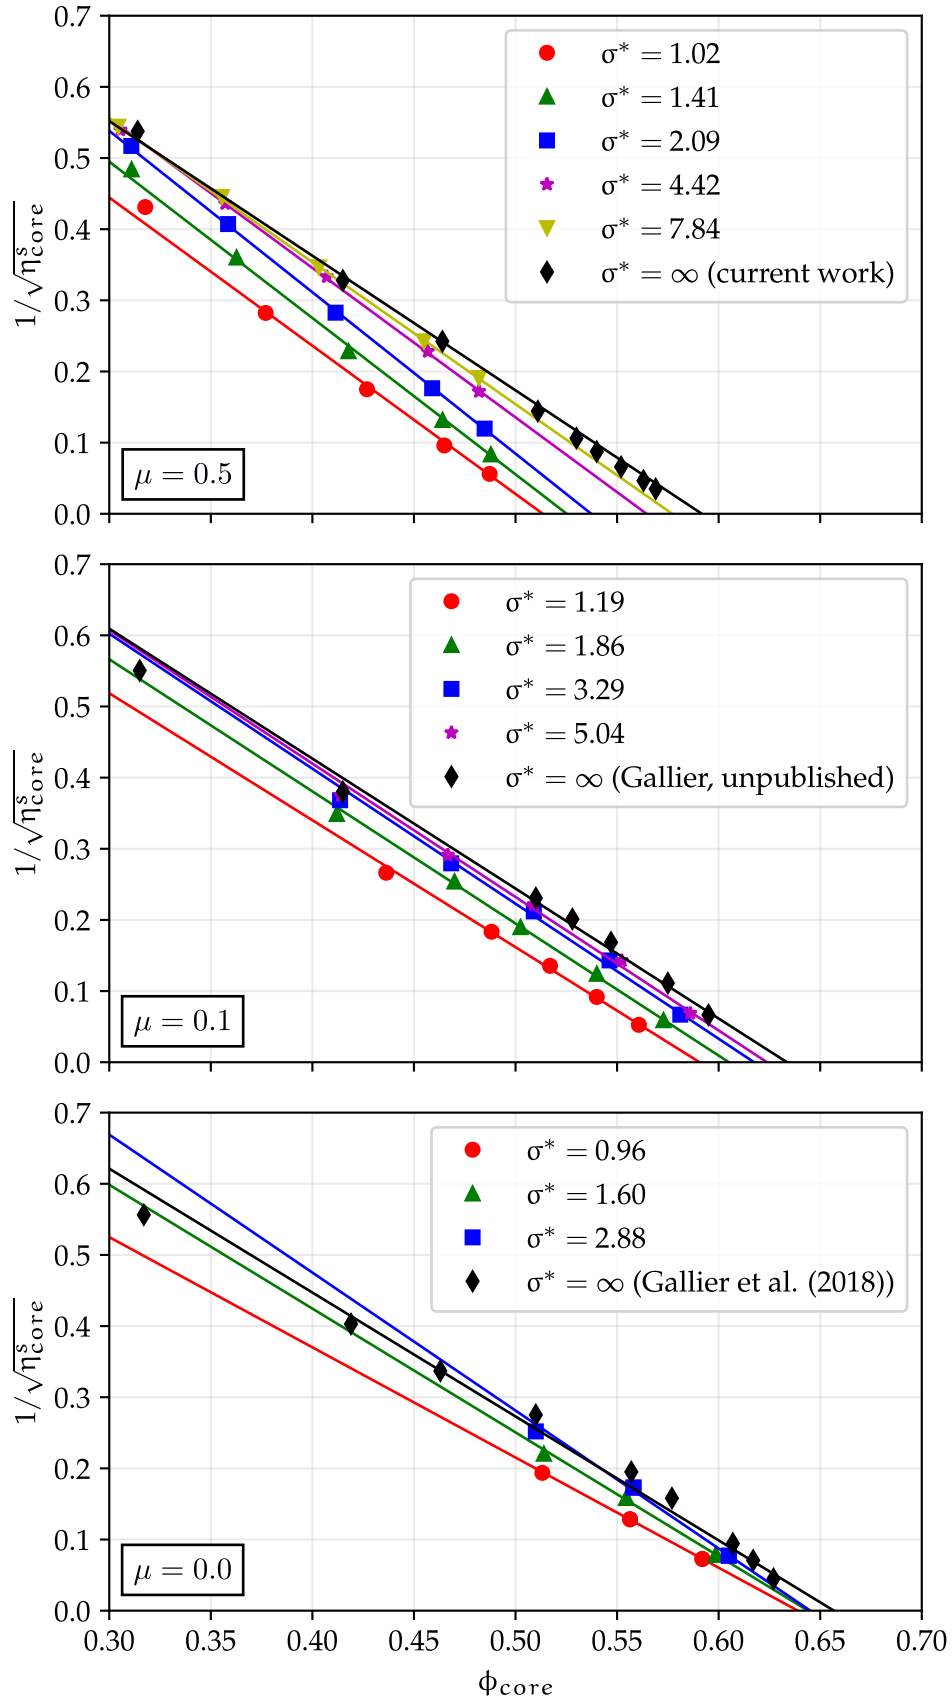 0.7
0.6
0.5
0.4
0.3
0.2
0.1
0.0
1/√η^s_core
σ* = 1.02
σ* = 1.41
σ* = 2.09
σ* = 4.42
σ* = 7.84
σ* = ∞ (current work)
μ = 0.5
0.7
0.6
0.5
0.4
0.3
0.2
0.1
0.0
1/√η^s_core
σ* = 1.19
σ* = 1.86
σ* = 3.29
σ* = 5.04
σ* = ∞ (Gallier, unpublished)
μ = 0.1
0.7
0.6
0.5
0.4
0.3
0.2
0.1
0.0
1/√η^s_core
σ* = 0.96
σ* = 1.60
σ* = 2.88
σ* = ∞ (Gallier et al. (2018))
μ = 0.0
0.30 0.35 0.40 0.45 0.50 0.55 0.60 0.65 0.70
ϕ_core